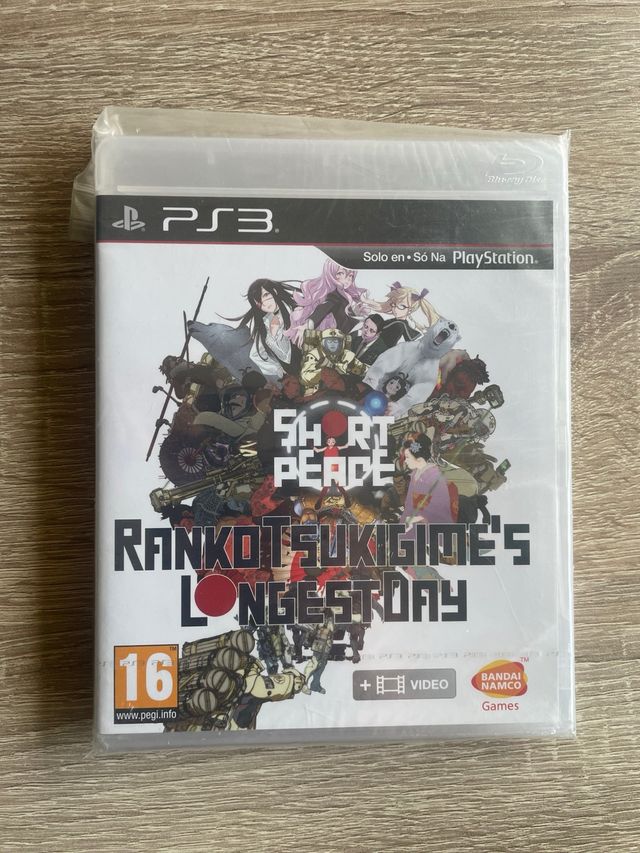 Blu-ray Disc
PS3
Solo en • Só Na PlayStation®
SHORT
PEACE
RANKO TSUKIGIME'S
LONGEST DAY
16
www.pegi.info
+ VIDEO
BANDAI
NAMCO
Games